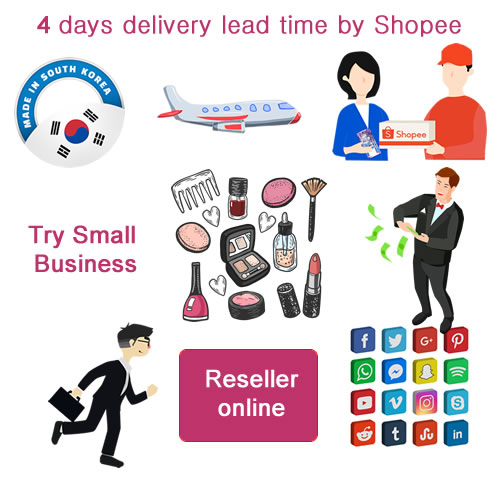 4 days delivery lead time by Shopee
MADE IN SOUTH KOREA
Shopee
Try Small
Business
Reseller
online